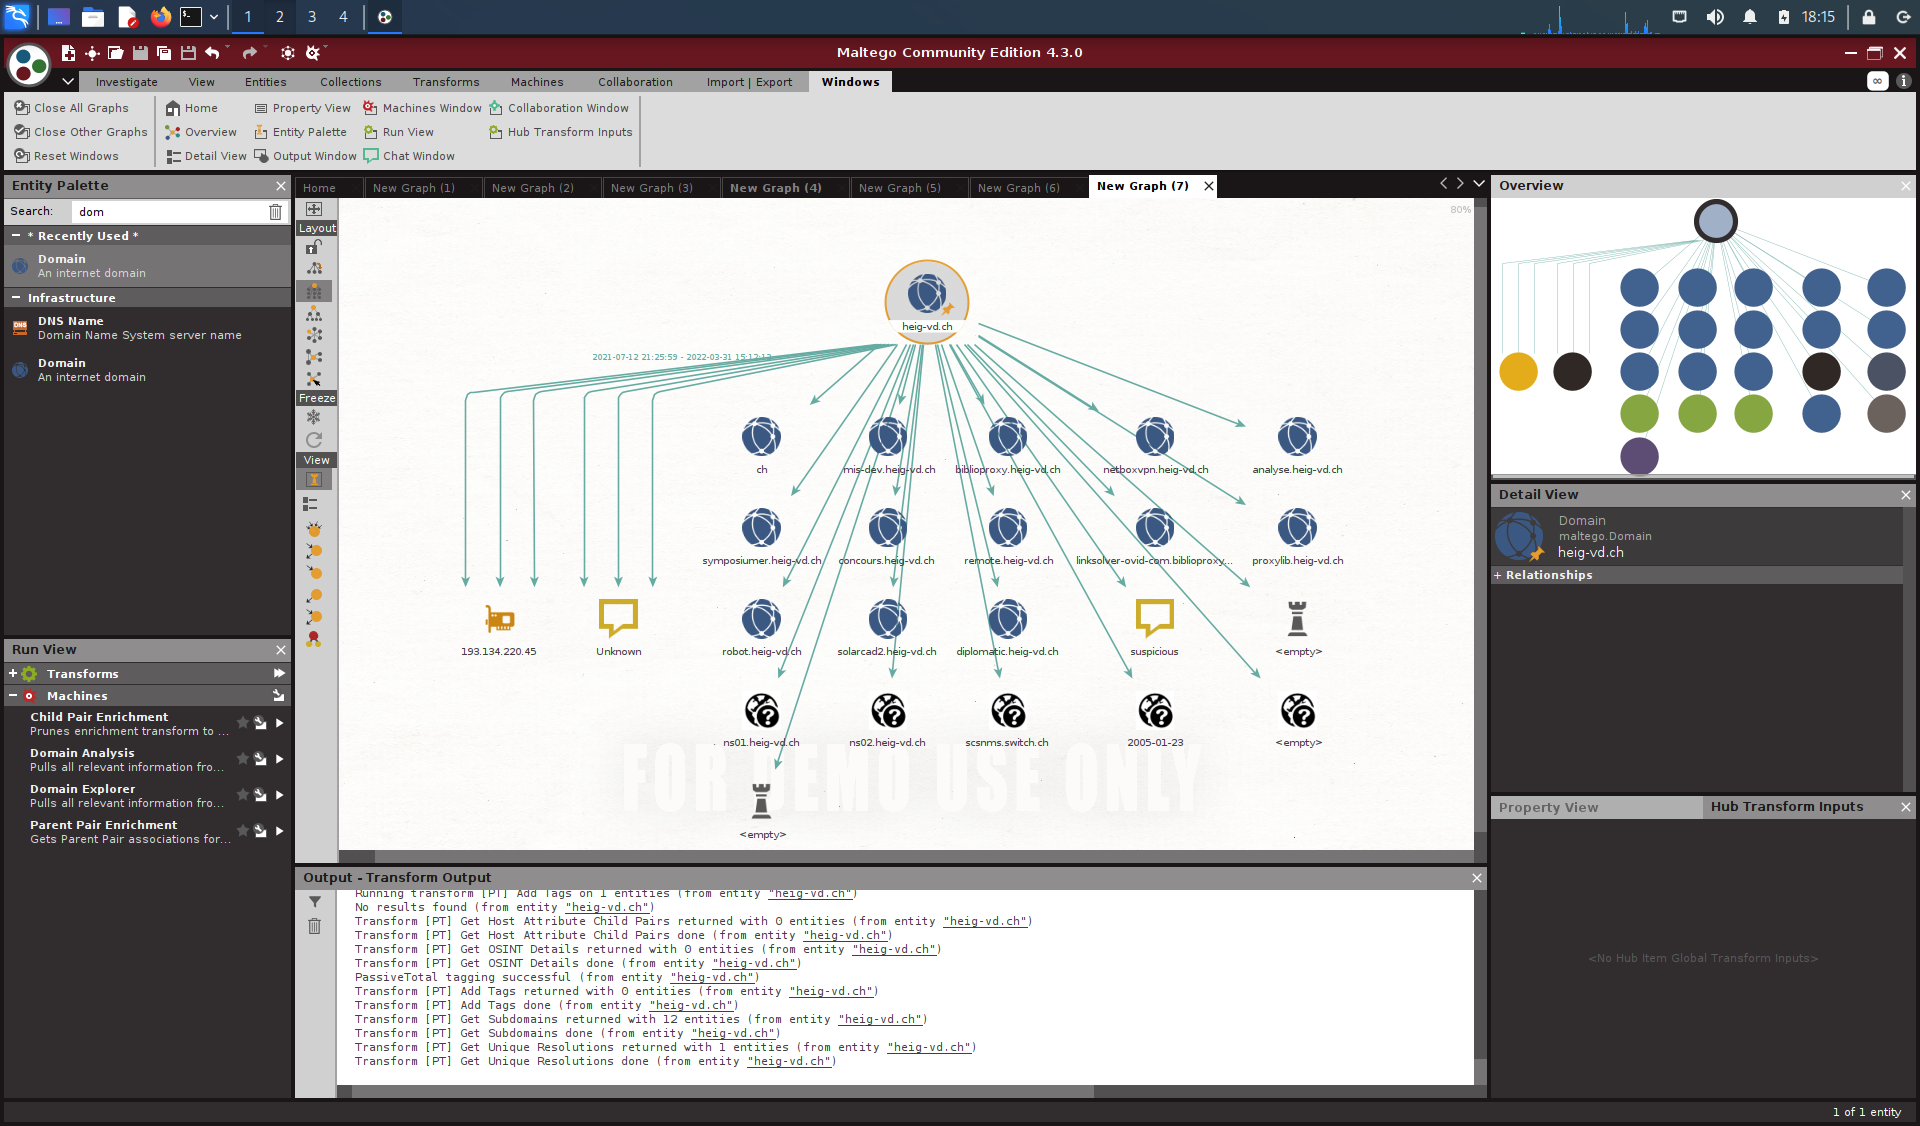 1 2 3 4 18:15
Maltego Community Edition 4.3.0
Investigate View Entities Collections Transforms Machines Collaboration Import | Export Windows
Close All Graphs Home Property View Machines Window Collaboration Window
Close Other Graphs Overview Entity Palette Run View Hub Transform Inputs
Reset Windows Detail View Output Window Chat Window
Entity Palette
Search: dom
* Recently Used *
Domain
An internet domain
Infrastructure
DNS
DNS Name
Domain Name System server name
Domain
An internet domain
Run View
Transforms
Machines
Child Pair Enrichment
Prunes enrichment transform to ...
Domain Analysis
Pulls all relevant information fro...
Domain Explorer
Pulls all relevant information fro...
Parent Pair Enrichment
Gets Parent Pair associations for...
Home New Graph (1) New Graph (2) New Graph (3) New Graph (4) New Graph (5) New Graph (6) New Graph (7)
Layout
Freeze
View
80%
heig-vd.ch
2021-07-12 21:25:59 - 2022-03-31 15:12:13
ch mis-dev.heig-vd.ch biblioproxy.heig-vd.ch netboxvpn.heig-vd.ch analyse.heig-vd.ch
symposiumer.heig-vd.ch concours.heig-vd.ch remote.heig-vd.ch linksolver-ovid-com.biblioproxy... proxylib.heig-vd.ch
193.134.220.45 Unknown robot.heig-vd.ch solarcad2.heig-vd.ch diplomatic.heig-vd.ch suspicious <empty>
ns01.heig-vd.ch ns02.heig-vd.ch scsnms.switch.ch 2005-01-23 <empty>
FOR DEMO USE ONLY
<empty>
Output - Transform Output
Running transform [PT] Add Tags on 1 entities (from entity "heig-vd.ch")
No results found (from entity "heig-vd.ch")
Transform [PT] Get Host Attribute Child Pairs returned with 0 entities (from entity "heig-vd.ch")
Transform [PT] Get Host Attribute Child Pairs done (from entity "heig-vd.ch")
Transform [PT] Get OSINT Details returned with 0 entities (from entity "heig-vd.ch")
Transform [PT] Get OSINT Details done (from entity "heig-vd.ch")
PassiveTotal tagging successful (from entity "heig-vd.ch")
Transform [PT] Add Tags returned with 0 entities (from entity "heig-vd.ch")
Transform [PT] Add Tags done (from entity "heig-vd.ch")
Transform [PT] Get Subdomains returned with 12 entities (from entity "heig-vd.ch")
Transform [PT] Get Subdomains done (from entity "heig-vd.ch")
Transform [PT] Get Unique Resolutions returned with 1 entities (from entity "heig-vd.ch")
Transform [PT] Get Unique Resolutions done (from entity "heig-vd.ch")
Overview
Detail View
Domain
maltego.Domain
heig-vd.ch
+ Relationships
Property View Hub Transform Inputs
<No Hub Item Global Transform Inputs>
1 of 1 entity